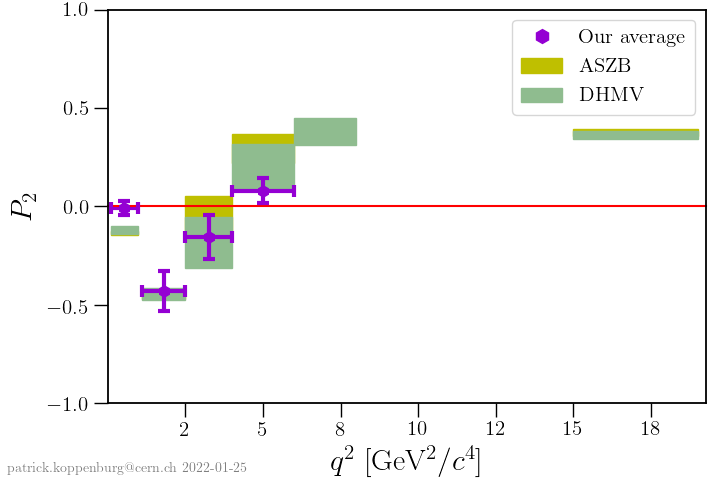 1.0
0.5
0.0
−0.5
−1.0
P₂
Our average
ASZB
DHMV
2
5
8
10
12
15
18
q² [GeV²/c⁴]
patrick.koppenburg@cern.ch 2022-01-25